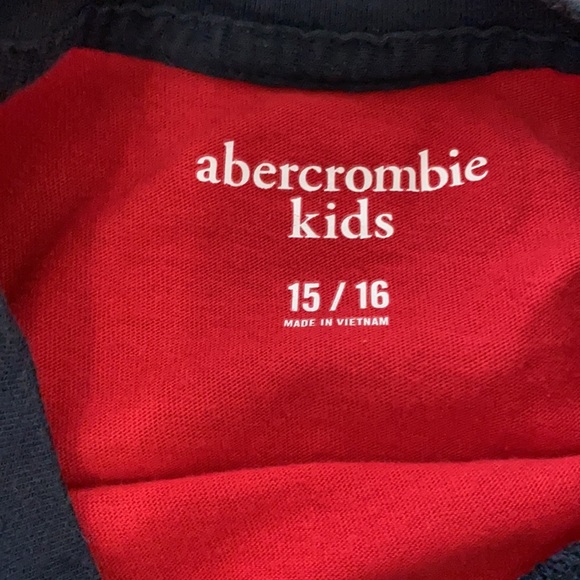 abercrombie
kids
15 / 16
MADE IN VIETNAM